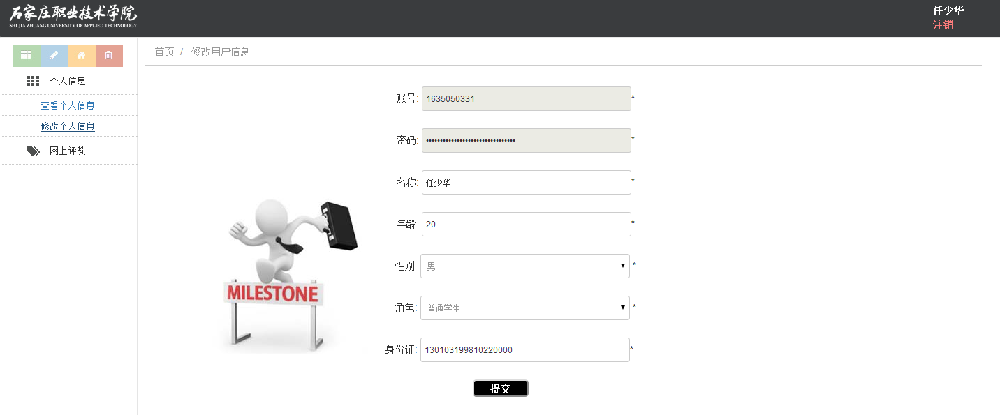 石家庄职业技术学院
SHI JIA ZHUANG UNIVERSITY OF APPLIED TECHNOLOGY
任少华
注销
个人信息
查看个人信息
修改个人信息
网上评教
首页 / 修改用户信息
账号: 1635050331 *
密码: •••••••••••••••••••••••••••••••• *
名称: 任少华 *
年龄: 20 *
性别: 男 *
角色: 普通学生 *
身份证: 130103199810220000 *
MILESTONE
提交